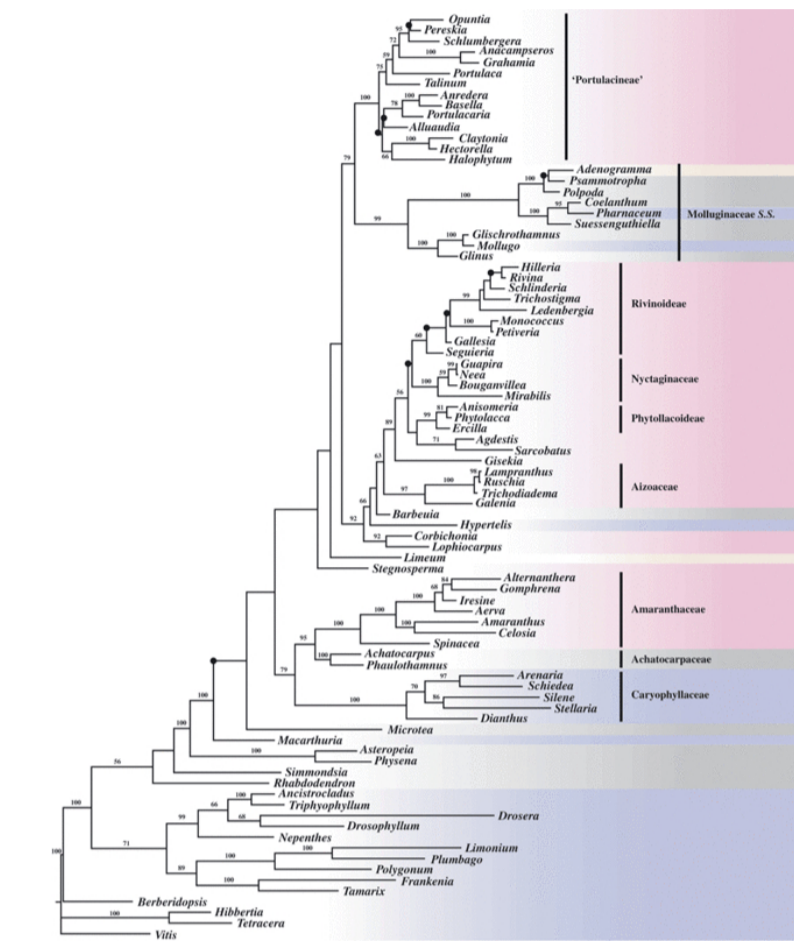 Opuntia
95 Pereskia
72 Schlumbergera
59 100 Anacampseros
Grahamia
75 Portulaca
Talinum
'Portulacineae'
100 100 Anredera
78 Basella
Portulacaria
Alluaudia
100 Claytonia
Hectorella
66 Halophytum
79
Adenogramma
100 Psammotropha
Polpoda
100 95 Coelanthum
100 Pharnaceum
Suessenguthiella
Molluginaceae S.S.
99
100 Glischrothamnus
100 Mollugo
Glinus
Hilleria
Rivina
Schlinderia
99 Trichostigma
Ledenbergia
Rivinoideae
100 Monococcus
Petiveria
60 Gallesia
Seguieria
99 Guapira
59 Neea
100 Bouganvillea
Mirabilis
Nyctaginaceae
56
81 Anisomeria
99 Phytolacca
Ercilla
Phytollacoideae
89
71 Agdestis
Sarcobatus
63 Gisekia
98 Lampranthus
100 Ruschia
97 Trichodiadema
Galenia
Aizoaceae
66
Barbeuia
92 Hypertelis
92 Corbichonia
Lophiocarpus
Limeum
Stegnosperma
84 Alternanthera
68 Gomphrena
100 Iresine
100 Aerva
100 100 Amaranthus
Celosia
95 Spinacea
Amaranthaceae
100 Achatocarpus
Phaulothamnus
Achatocarpaceae
79
97 Arenaria
70 Schiedea
100 86 Silene
Stellaria
Dianthus
Caryophyllaceae
100
Microtea
100 Macarthuria
100 Asteropeia
Physena
56 Simmondsia
Rhabdodendron
100 Ancistrocladus
100 66 Triphyophyllum
99 68 Drosera
Drosophyllum
Nepenthes
71
100 Limonium
100 Plumbago
89 Polygonum
100 Frankenia
Tamarix
100
Berberidopsis
100 Hibbertia
Tetracera
Vitis